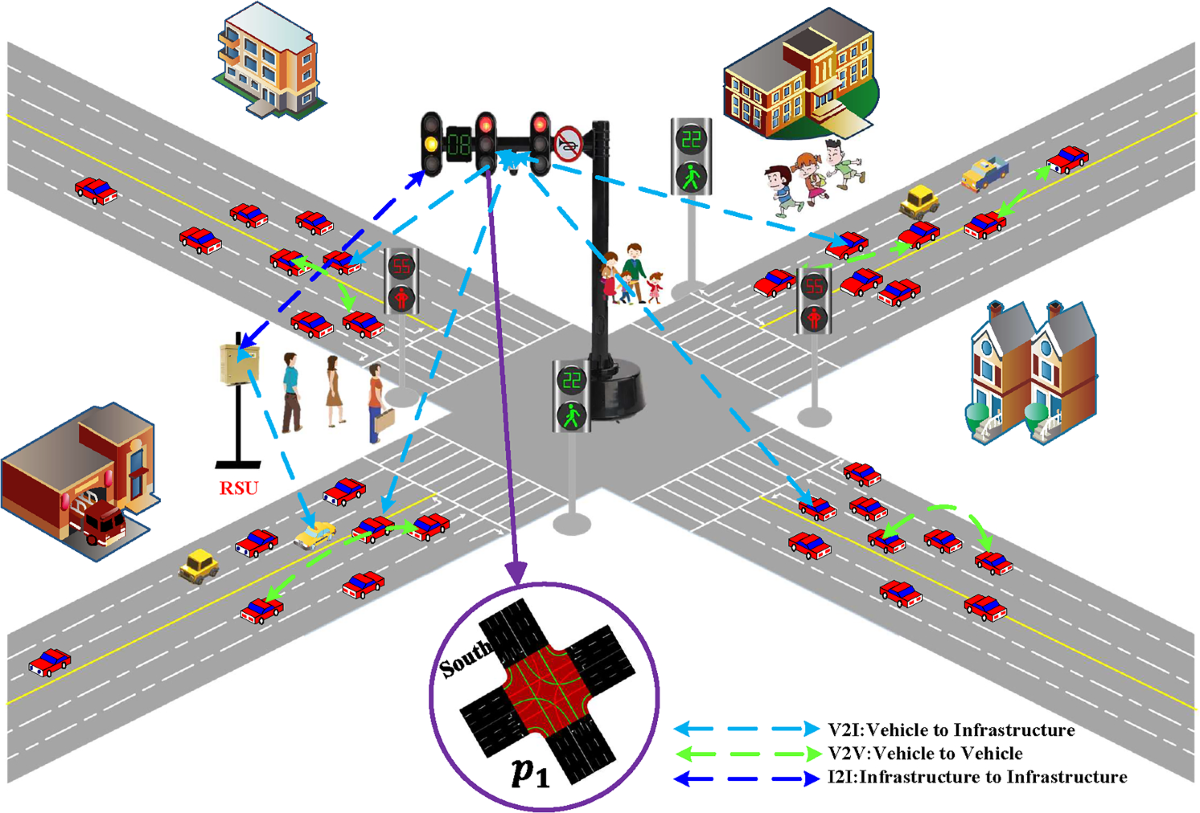 08
22
55
55
22
RSU
South
p1
V2I:Vehicle to Infrastructure
V2V:Vehicle to Vehicle
I2I:Infrastructure to Infrastructure